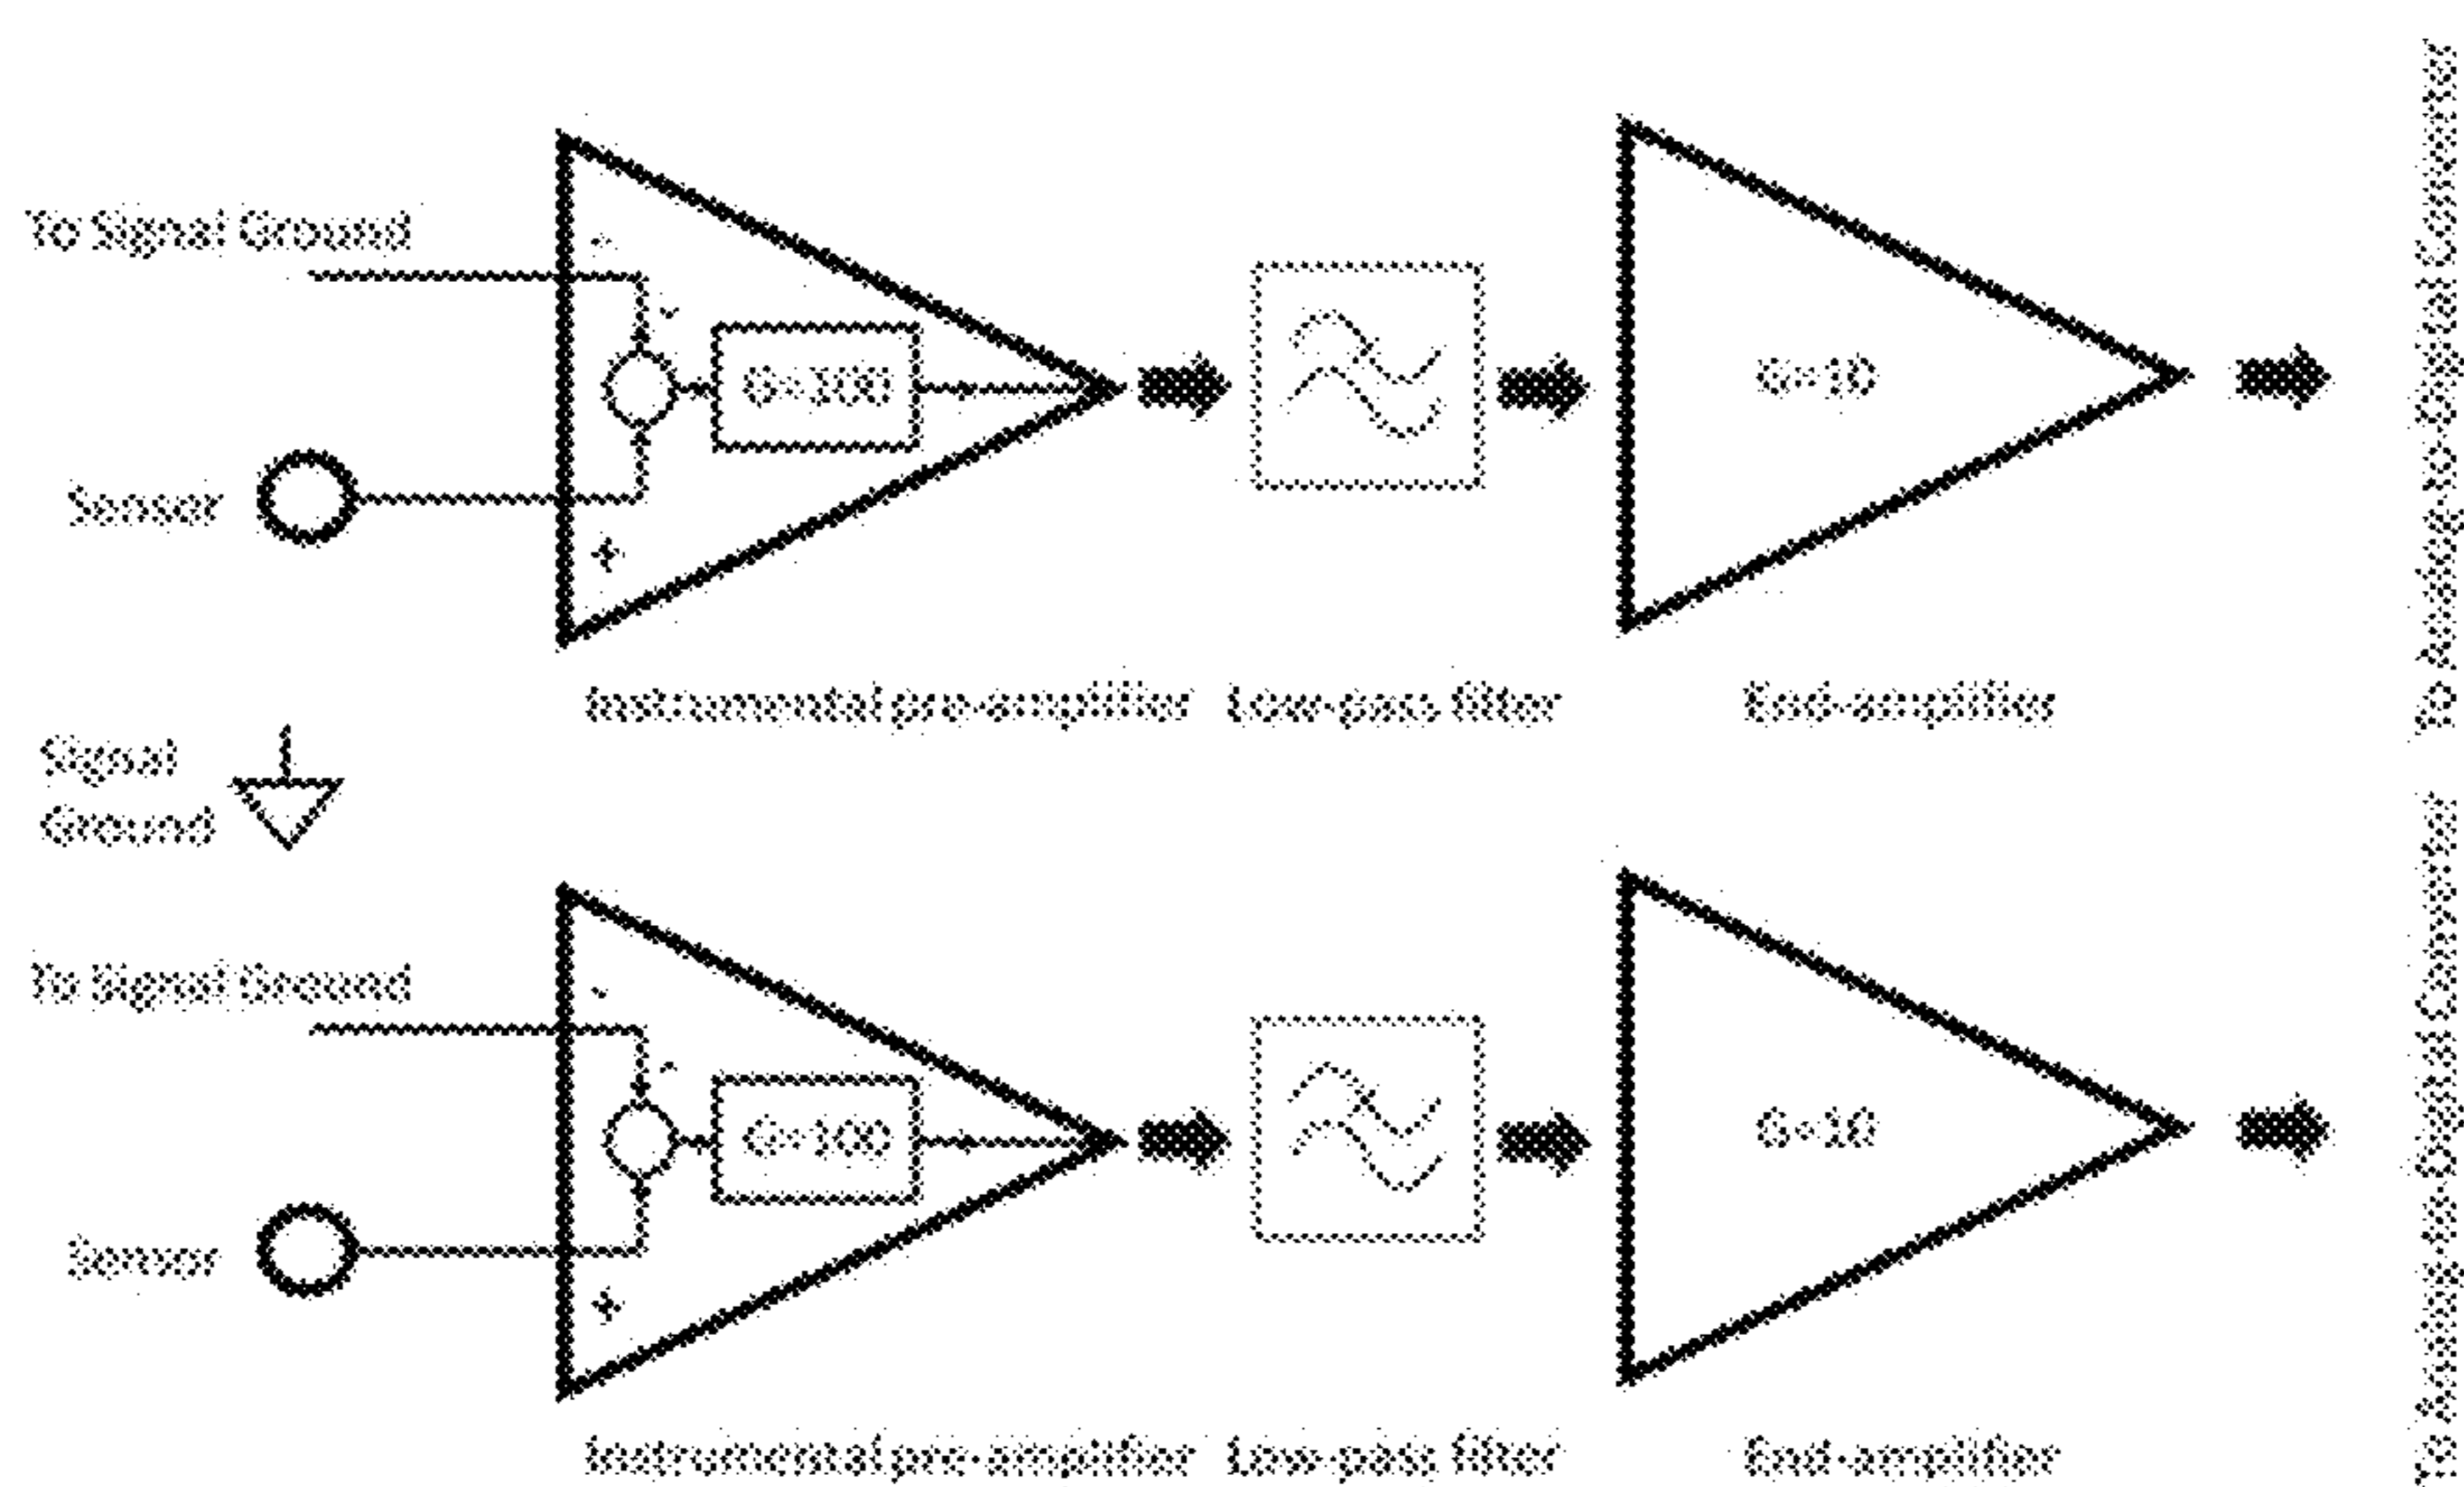 To Signal Ground
-
-
G= 100
G= 10
Sensor
+
Instrumental pre-amplifier
Low-pass filter
End-amplifier
Signal
Ground
To Signal Ground
-
-
G= 100
G= 10
Sensor
+
Instrumental pre-amplifier
Low-pass filter
End-amplifier